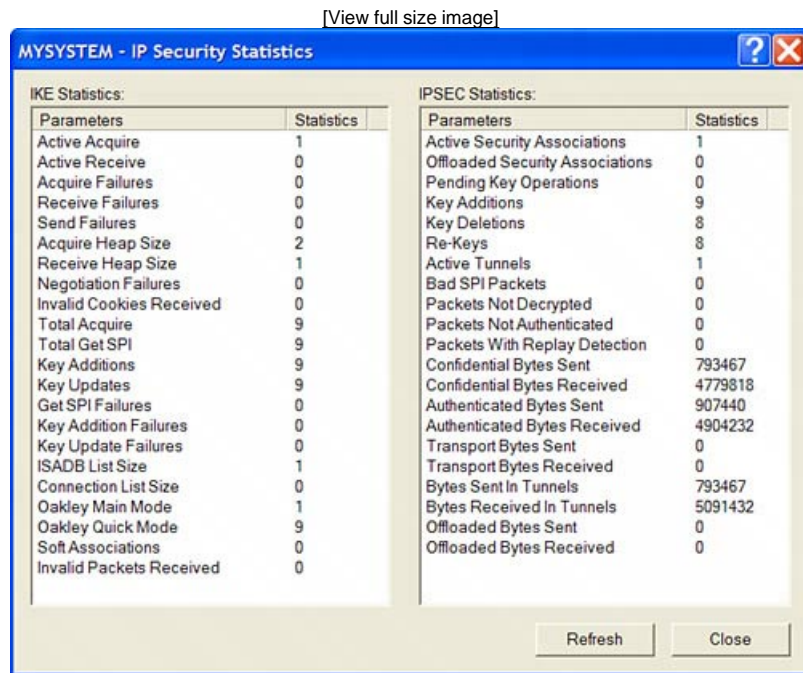 [View full size image]
MYSYSTEM - IP Security Statistics
IKE Statistics:
Parameters Statistics
Active Acquire 1
Active Receive 0
Acquire Failures 0
Receive Failures 0
Send Failures 0
Acquire Heap Size 2
Receive Heap Size 1
Negotiation Failures 0
Invalid Cookies Received 0
Total Acquire 9
Total Get SPI 9
Key Additions 9
Key Updates 9
Get SPI Failures 0
Key Addition Failures 0
Key Update Failures 0
ISADB List Size 1
Connection List Size 0
Oakley Main Mode 1
Oakley Quick Mode 9
Soft Associations 0
Invalid Packets Received 0
IPSEC Statistics:
Parameters Statistics
Active Security Associations 1
Offloaded Security Associations 0
Pending Key Operations 0
Key Additions 9
Key Deletions 8
Re-Keys 8
Active Tunnels 1
Bad SPI Packets 0
Packets Not Decrypted 0
Packets Not Authenticated 0
Packets With Replay Detection 0
Confidential Bytes Sent 793467
Confidential Bytes Received 4779818
Authenticated Bytes Sent 907440
Authenticated Bytes Received 4904232
Transport Bytes Sent 0
Transport Bytes Received 0
Bytes Sent In Tunnels 793467
Bytes Received In Tunnels 5091432
Offloaded Bytes Sent 0
Offloaded Bytes Received 0
Refresh Close